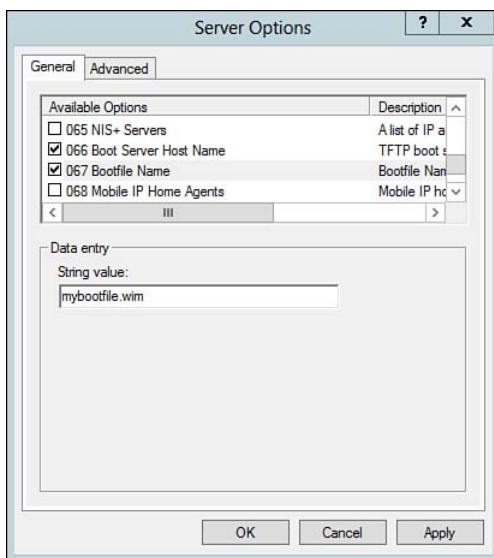 Server Options
? x
General Advanced
Available Options Description
065 NIS+ Servers A list of IP a
066 Boot Server Host Name TFTP boot s
067 Bootfile Name Bootfile Nam
068 Mobile IP Home Agents Mobile IP ho
Data entry
String value:
mybootfile.wim
OK Cancel Apply